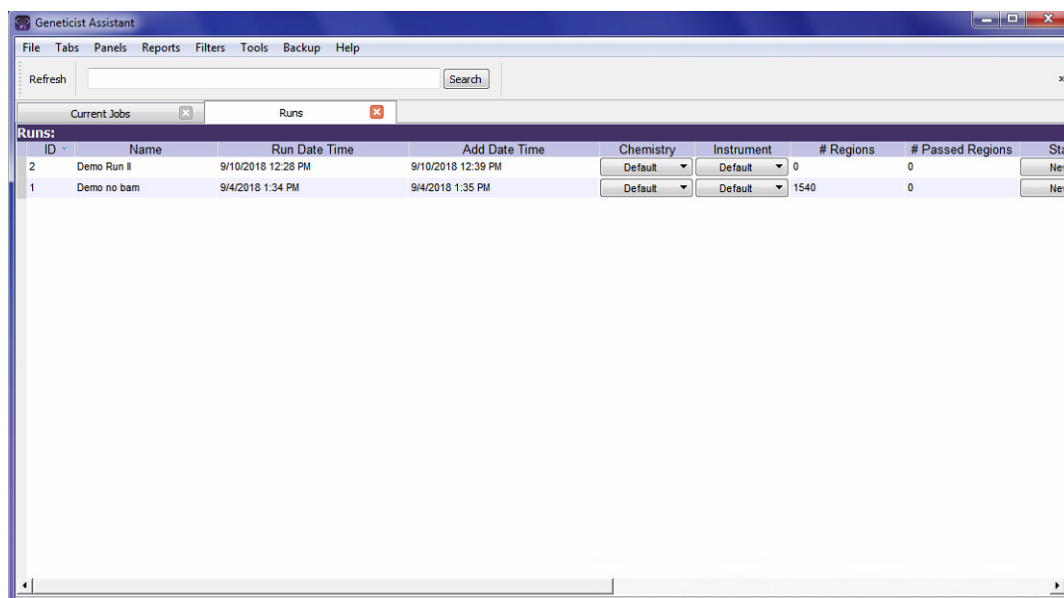 Geneticist Assistant
File Tabs Panels Reports Filters Tools Backup Help
Refresh Search »
Current Jobs Runs
Runs:
ID Name Run Date Time Add Date Time Chemistry Instrument # Regions # Passed Regions Sta
2 Demo Run II 9/10/2018 12:28 PM 9/10/2018 12:39 PM Default Default 0 0 Ne
1 Demo no bam 9/4/2018 1:34 PM 9/4/2018 1:35 PM Default Default 1540 0 Ne